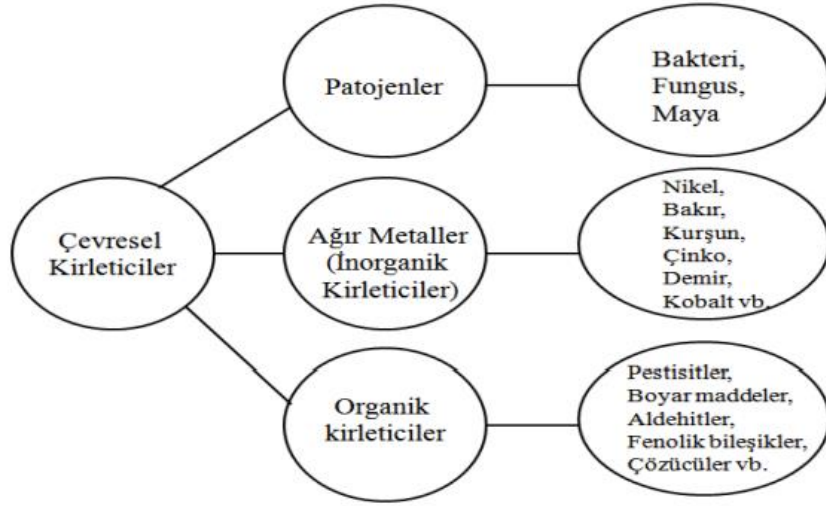 Çevresel
Kirleticiler
Patojenler
Bakteri,
Fungus,
Maya
Ağır Metaller
(İnorganik
Kirleticiler)
Nikel,
Bakır,
Kurşun,
Çinko,
Demir,
Kobalt vb.
Organik
kirleticiler
Pestisitler,
Boyar maddeler,
Aldehitler,
Fenolik bileşikler,
Çözücüler vb.